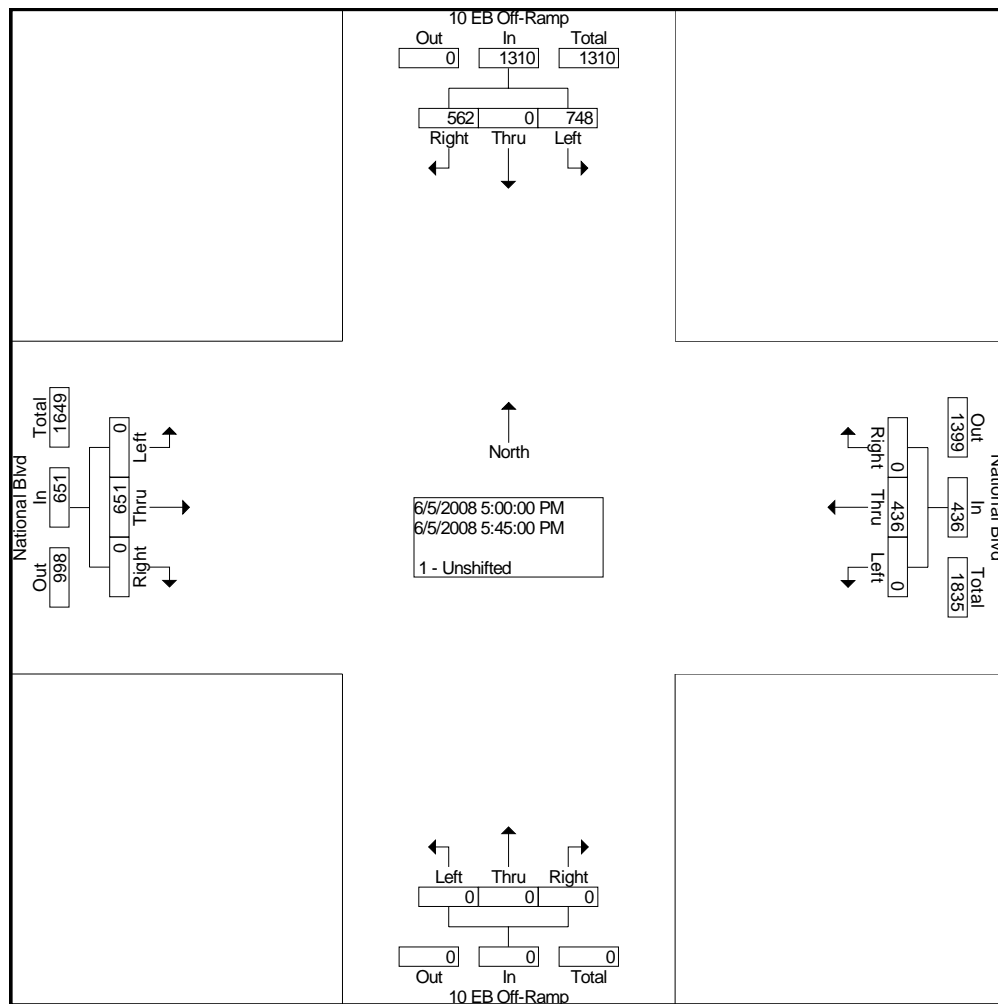 10 EB Off-Ramp
Out In Total
0 1310 1310
562 0 748
Right Thru Left
North
6/5/2008 5:00:00 PM
6/5/2008 5:45:00 PM
1 - Unshifted
National Blvd
Out In Total
998 651 1649
0 651 0
Left Thru Right
Right Thru Left
0 436 0
1399 436 1835
Out In Total
National Blvd
Left Thru Right
0 0 0
0 0 0
Out In Total
10 EB Off-Ramp